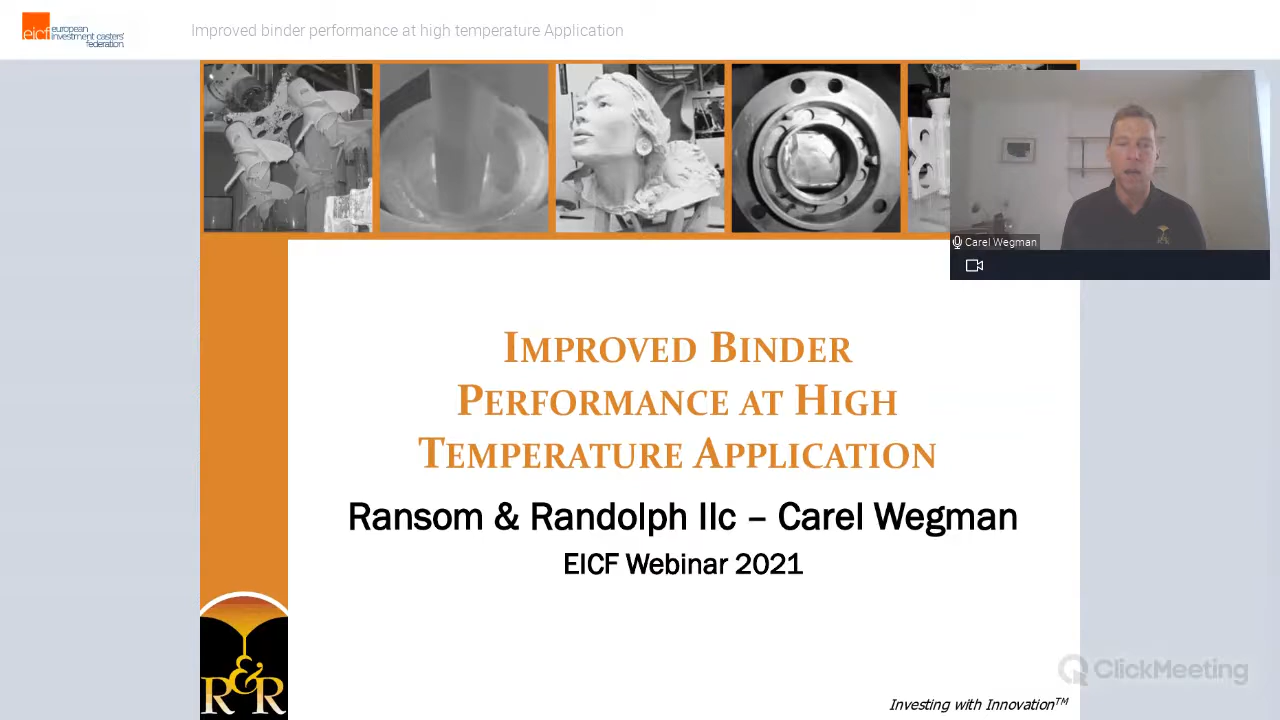 eicf european
investment casters'
federation.
Improved binder performance at high temperature Application
Carel Wegman
IMPROVED BINDER
PERFORMANCE AT HIGH
TEMPERATURE APPLICATION
Ransom & Randolph llc – Carel Wegman
EICF Webinar 2021
R&R
ClickMeeting
Investing with Innovation™